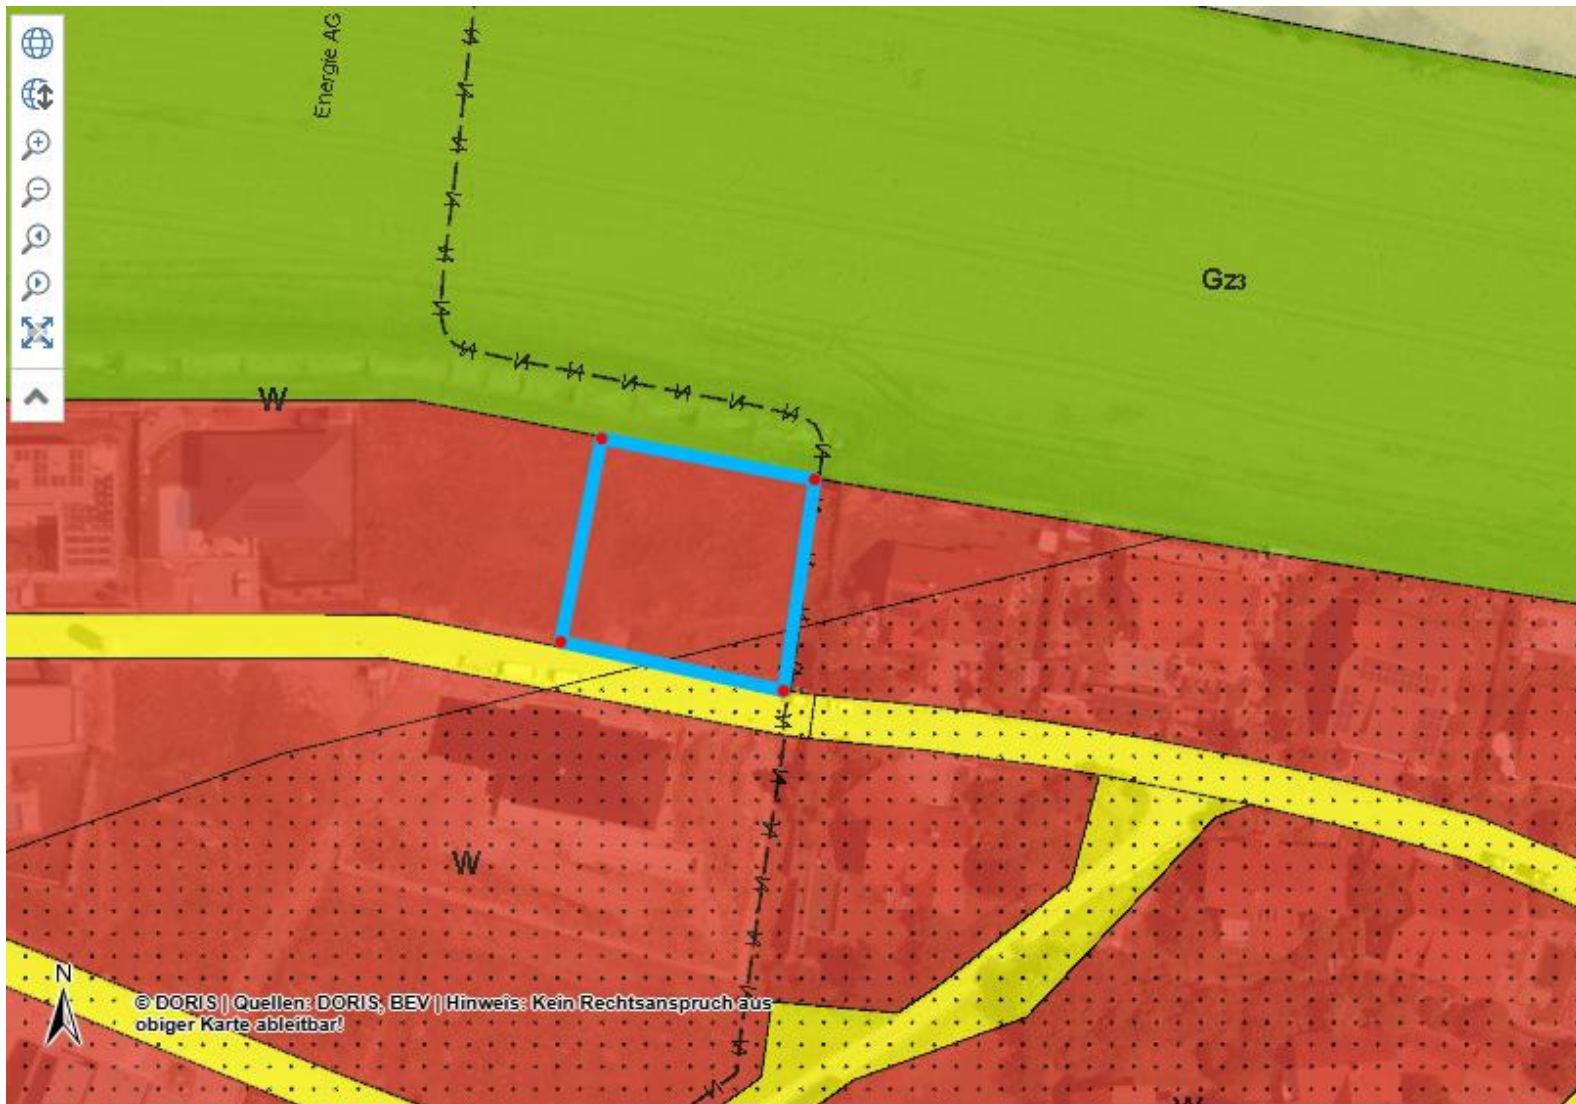 Energie AG
Gz3
W
W
N
© DORIS | Quellen: DORIS, BEV | Hinweis: Kein Rechtsanspruch aus
obiger Karte ableitbar!
W